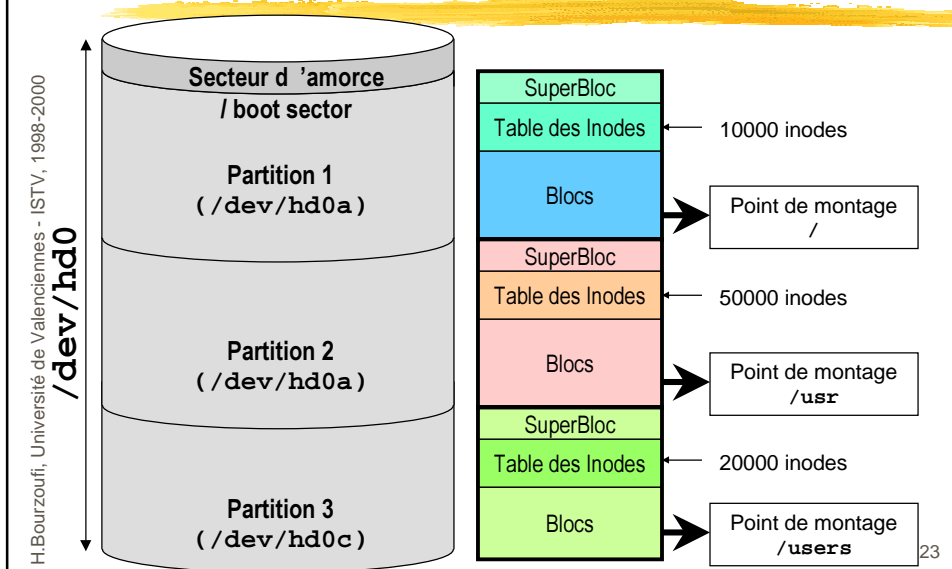 H.Bourzoufi, Université de Valenciennes - ISTV, 1998-2000
/dev/hd0
Secteur d ’amorce
/ boot sector
Partition 1
(/dev/hd0a)
Partition 2
(/dev/hd0a)
Partition 3
(/dev/hd0c)
SuperBloc
Table des Inodes
10000 inodes
Blocs
Point de montage
/
SuperBloc
Table des Inodes
50000 inodes
Blocs
Point de montage
/usr
SuperBloc
Table des Inodes
20000 inodes
Blocs
Point de montage
/users
23